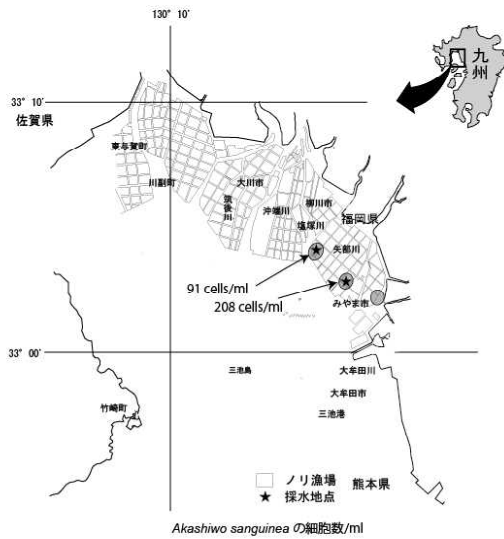 130° 10'
九州
33° 10'
佐賀県
東与賀町
川副町
大川市
筑後川
沖端川
柳川市
塩塚川
福岡県
矢部川
91 cells/ml
208 cells/ml
みやま市
33° 00'
三池島
大牟田川
大牟田市
三池港
竹崎町
ノリ漁場
熊本県
★ 採水地点
Akashiwo sanguinea の細胞数/ml